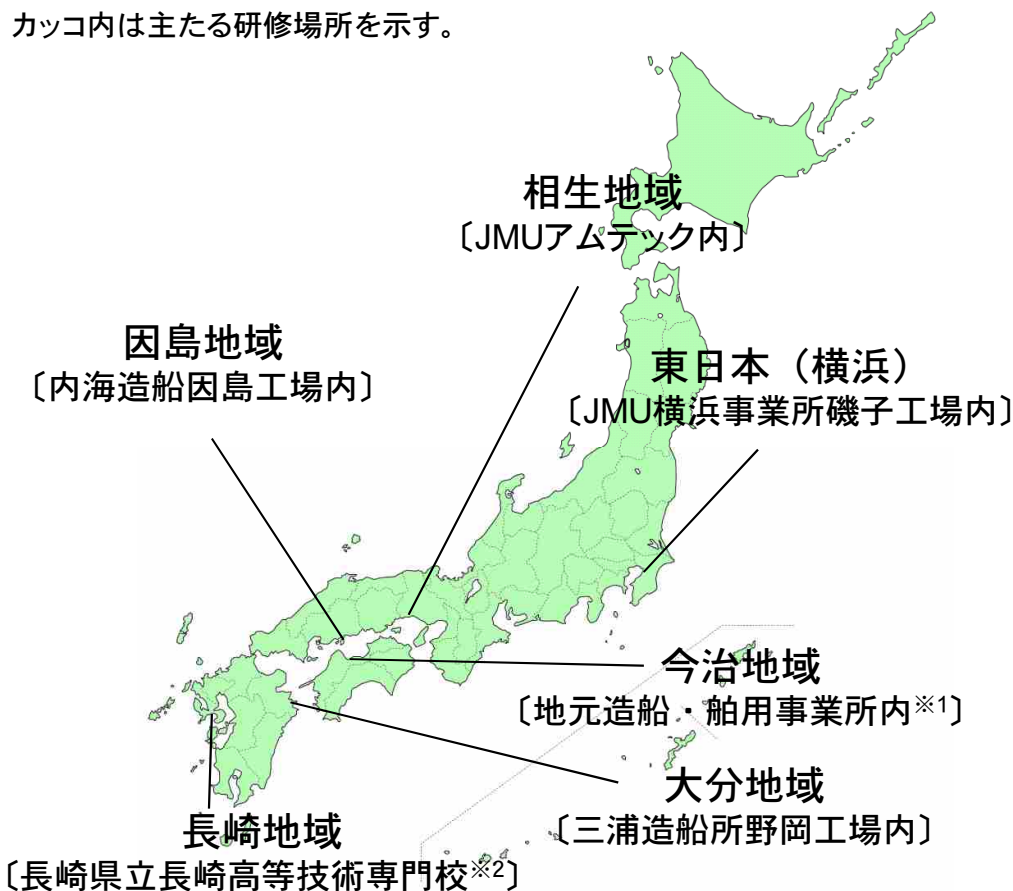 カッコ内は主たる研修場所を示す。
相生地域
〔JMUアムテック内〕
因島地域
〔内海造船因島工場内〕
東日本（横浜）
〔JMU横浜事業所磯子工場内〕
今治地域
〔地元造船・舶用事業所内※1〕
大分地域
〔三浦造船所野岡工場内〕
長崎地域
〔長崎県立長崎高等技術専門校※2〕